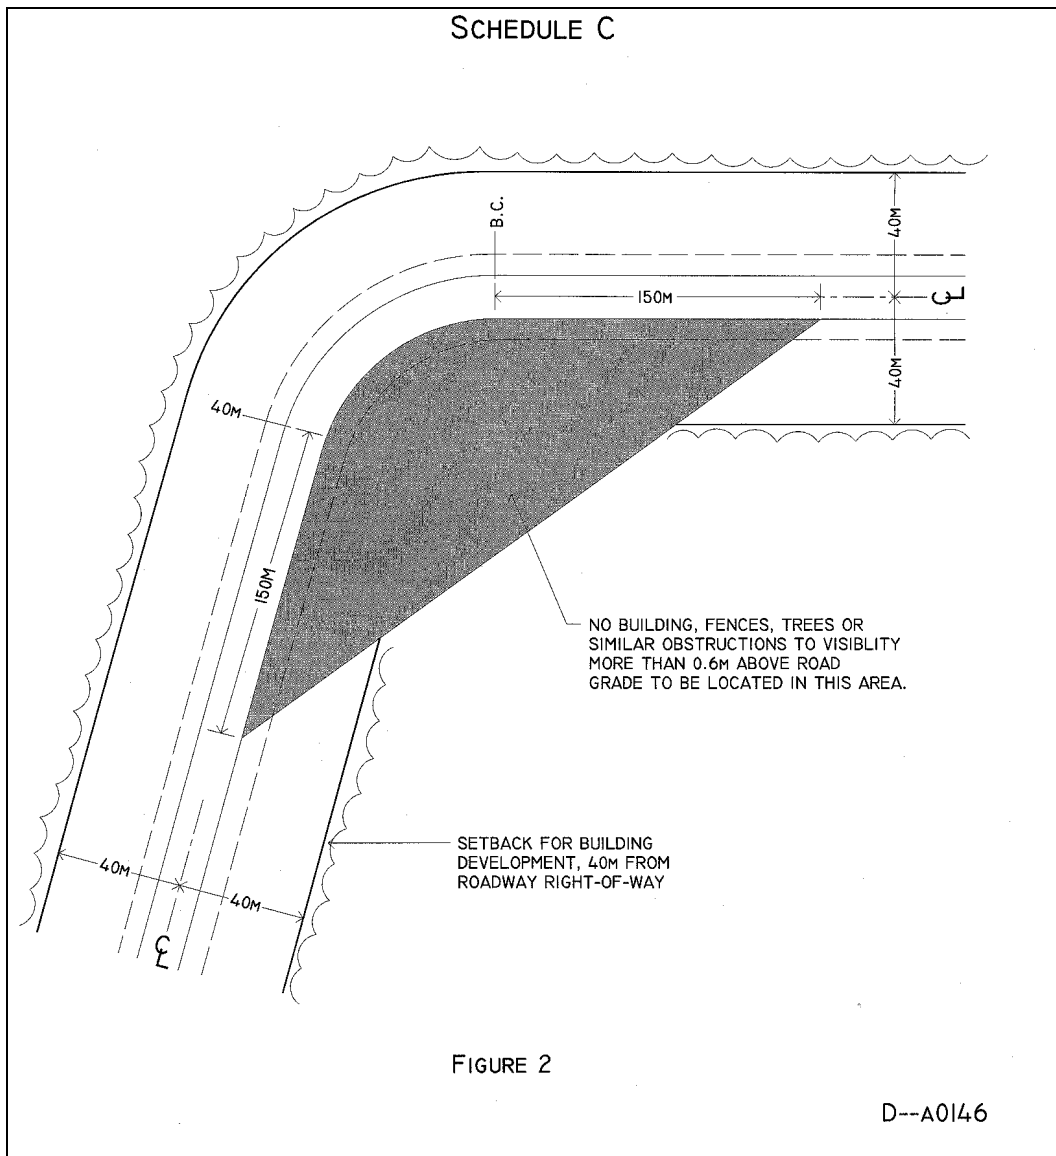 SCHEDULE C
B.C.
40M
150M
C
L
40M
40M
150M
NO BUILDING, FENCES, TREES OR
SIMILAR OBSTRUCTIONS TO VISIBLITY
MORE THAN 0.6M ABOVE ROAD
GRADE TO BE LOCATED IN THIS AREA.
SETBACK FOR BUILDING
DEVELOPMENT, 40M FROM
ROADWAY RIGHT-OF-WAY
40M
40M
C
L
FIGURE 2
D--A0146